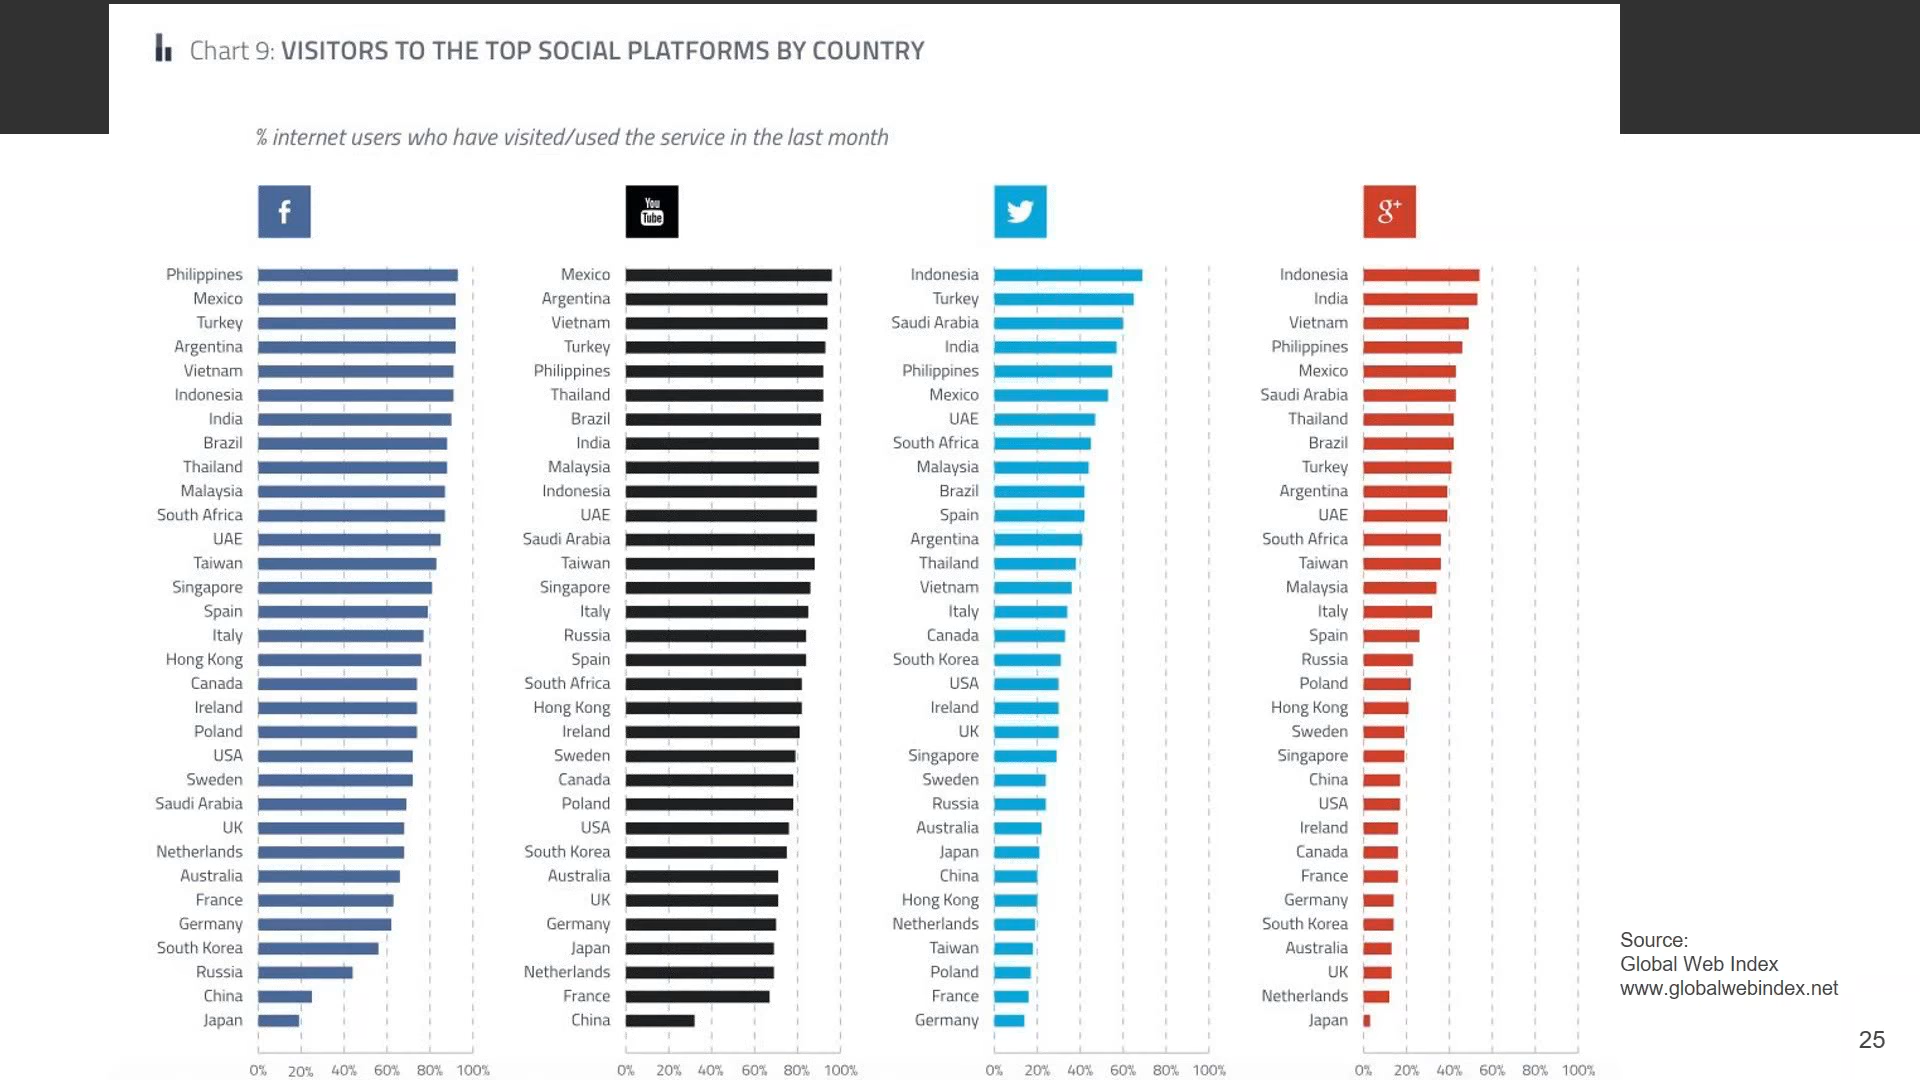 Chart 9: VISITORS TO THE TOP SOCIAL PLATFORMS BY COUNTRY
% internet users who have visited/used the service in the last month
f
Philippines
Mexico
Turkey
Argentina
Vietnam
Indonesia
India
Brazil
Thailand
Malaysia
South Africa
UAE
Taiwan
Singapore
Spain
Italy
Hong Kong
Canada
Ireland
Poland
USA
Sweden
Saudi Arabia
UK
Netherlands
Australia
France
Germany
South Korea
Russia
China
Japan
0% 20% 40% 60% 80% 100%
You
Tube
Mexico
Argentina
Vietnam
Turkey
Philippines
Thailand
Brazil
India
Malaysia
Indonesia
UAE
Saudi Arabia
Taiwan
Singapore
Italy
Russia
Spain
South Africa
Hong Kong
Ireland
Sweden
Canada
Poland
USA
South Korea
Australia
UK
Germany
Japan
Netherlands
France
China
0% 20% 40% 60% 80% 100%
Indonesia
Turkey
Saudi Arabia
India
Philippines
Mexico
UAE
South Africa
Malaysia
Brazil
Spain
Argentina
Thailand
Vietnam
Italy
Canada
South Korea
USA
Ireland
UK
Singapore
Sweden
Russia
Australia
Japan
China
Hong Kong
Netherlands
Taiwan
Poland
France
Germany
0% 20% 40% 60% 80% 100%
g+
Indonesia
India
Vietnam
Philippines
Mexico
Saudi Arabia
Thailand
Brazil
Turkey
Argentina
UAE
South Africa
Taiwan
Malaysia
Italy
Spain
Russia
Poland
Hong Kong
Sweden
Singapore
China
USA
Ireland
Canada
France
Germany
South Korea
Australia
UK
Netherlands
Japan
0% 20% 40% 60% 80% 100%
Source:
Global Web Index
www.globalwebindex.net
25